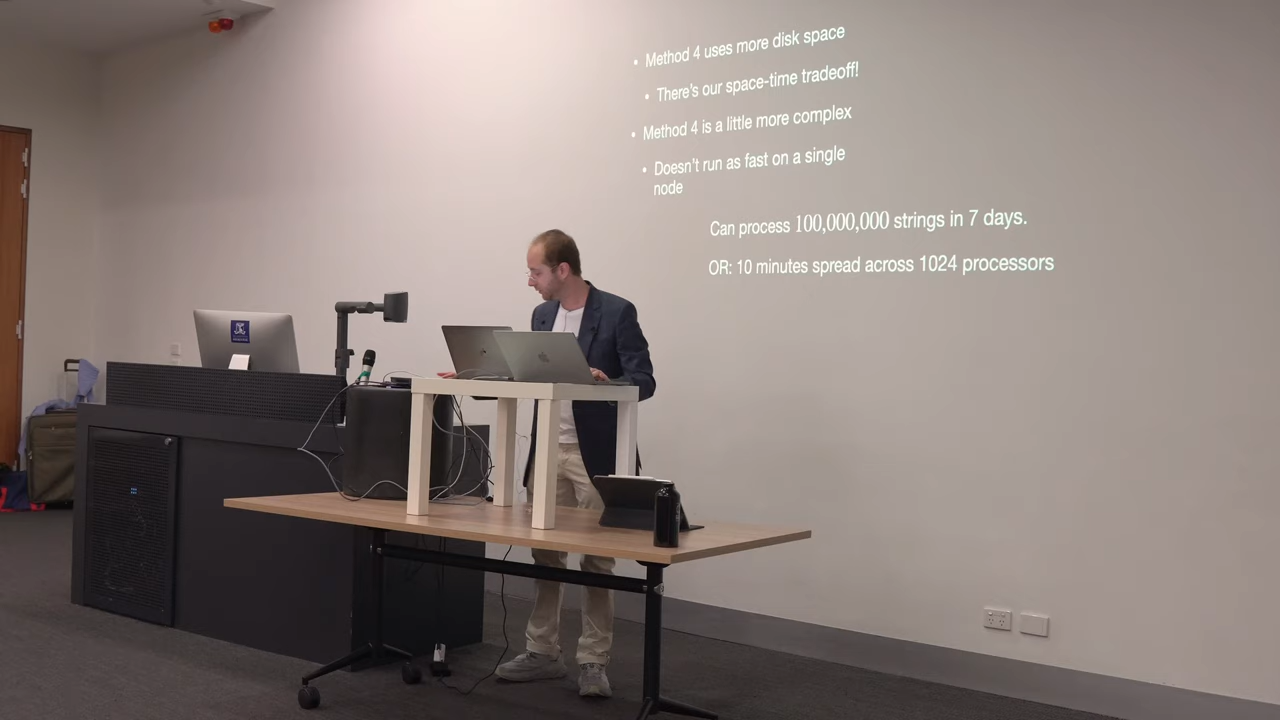 • Method 4 uses more disk space
• There's our space-time tradeoff!
• Method 4 is a little more complex
• Doesn't run as fast on a single
node
Can process 100,000,000 strings in 7 days.
OR: 10 minutes spread across 1024 processors